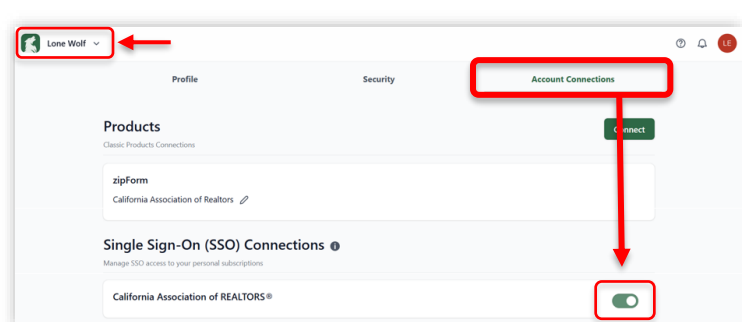 Lone Wolf
LE
Profile Security Account Connections
Products
Connect
Classic Products Connections
zipForm
California Association of Realtors
Single Sign-On (SSO) Connections
Manage SSO access to your personal subscriptions
California Association of REALTORS®